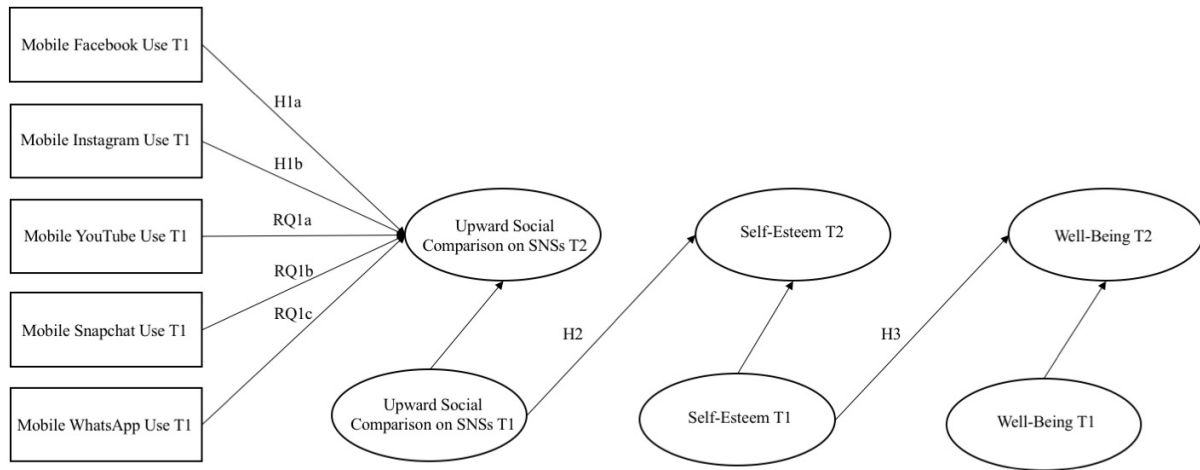 Mobile Facebook Use T1
H1a
Mobile Instagram Use T1
H1b
Mobile YouTube Use T1
RQ1a
Upward Social
Comparison on SNSs T2
Self-Esteem T2
Well-Being T2
RQ1b
Mobile Snapchat Use T1
RQ1c
H2
H3
Mobile WhatsApp Use T1
Upward Social
Comparison on SNSs T1
Self-Esteem T1
Well-Being T1